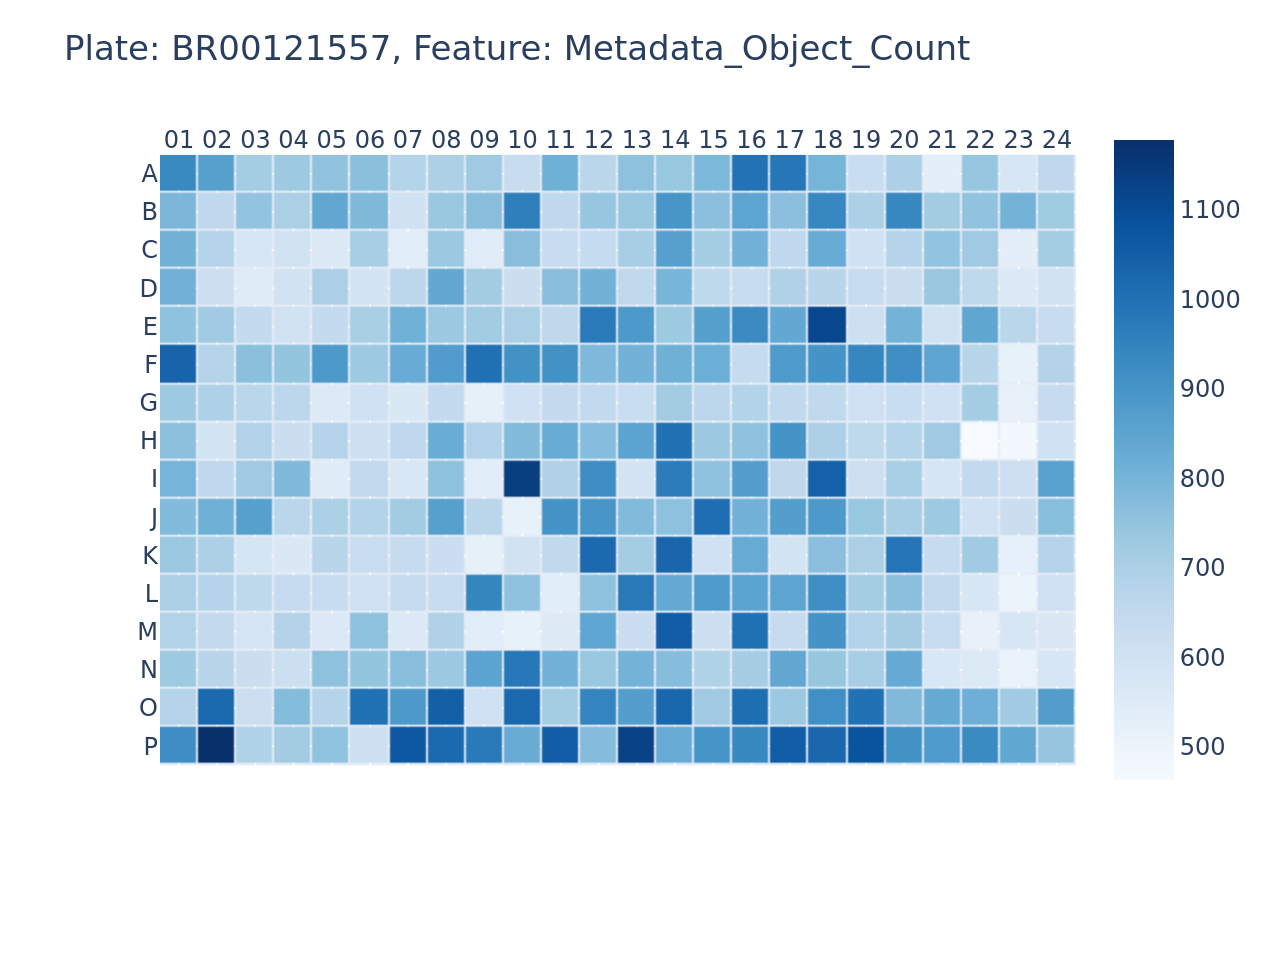 Plate: BR00121557, Feature: Metadata_Object_Count
01 02 03 04 05 06 07 08 09 10 11 12 13 14 15 16 17 18 19 20 21 22 23 24
A
B
C
D
E
F
G
H
I
J
K
L
M
N
O
P
1100
1000
900
800
700
600
500